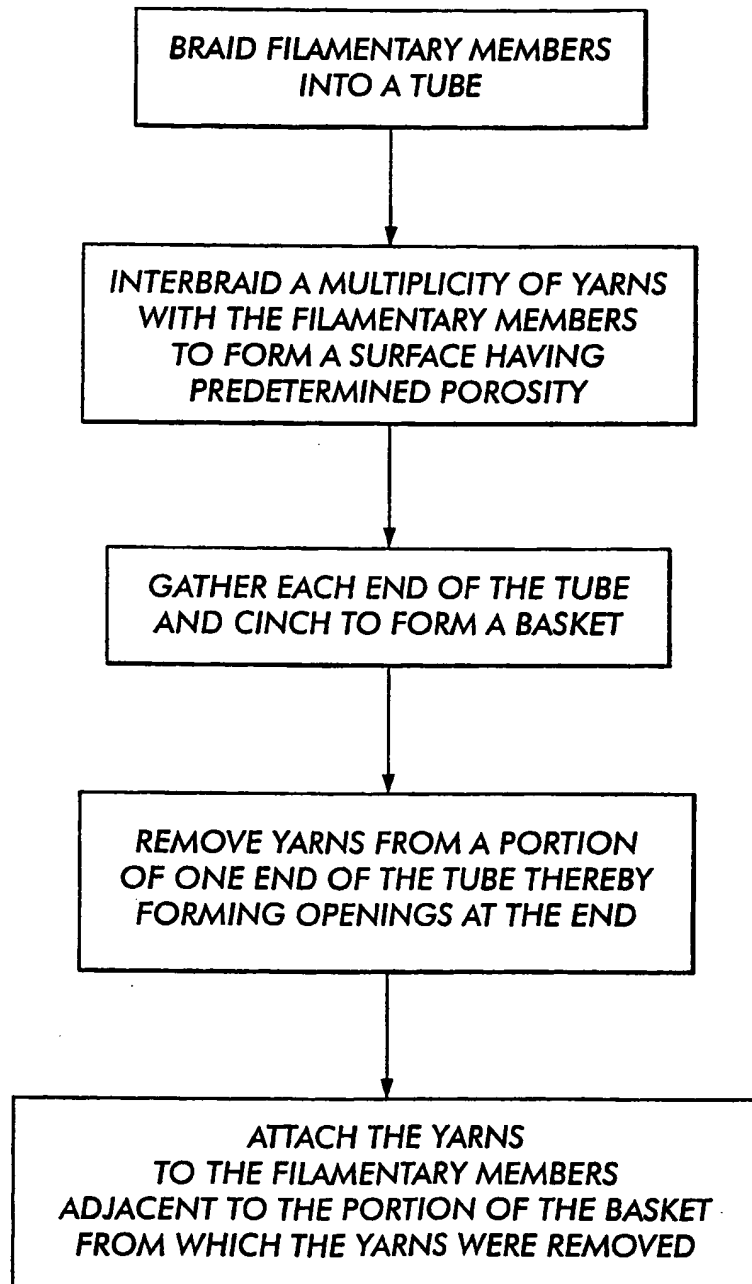 BRAID FILAMENTARY MEMBERS
INTO A TUBE
INTERBRAID A MULTIPLICITY OF YARNS
WITH THE FILAMENTARY MEMBERS
TO FORM A SURFACE HAVING
PREDETERMINED POROSITY
GATHER EACH END OF THE TUBE
AND CINCH TO FORM A BASKET
REMOVE YARNS FROM A PORTION
OF ONE END OF THE TUBE THEREBY
FORMING OPENINGS AT THE END
ATTACH THE YARNS
TO THE FILAMENTARY MEMBERS
ADJACENT TO THE PORTION OF THE BASKET
FROM WHICH THE YARNS WERE REMOVED